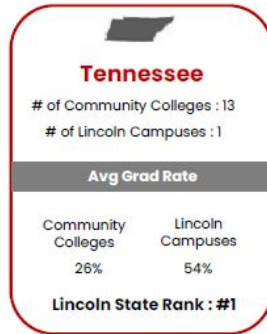 Tennessee
# of Community Colleges : 13
# of Lincoln Campuses : 1
Avg Grad Rate
Community Colleges
Lincoln Campuses
26%
54%
Lincoln State Rank : #1